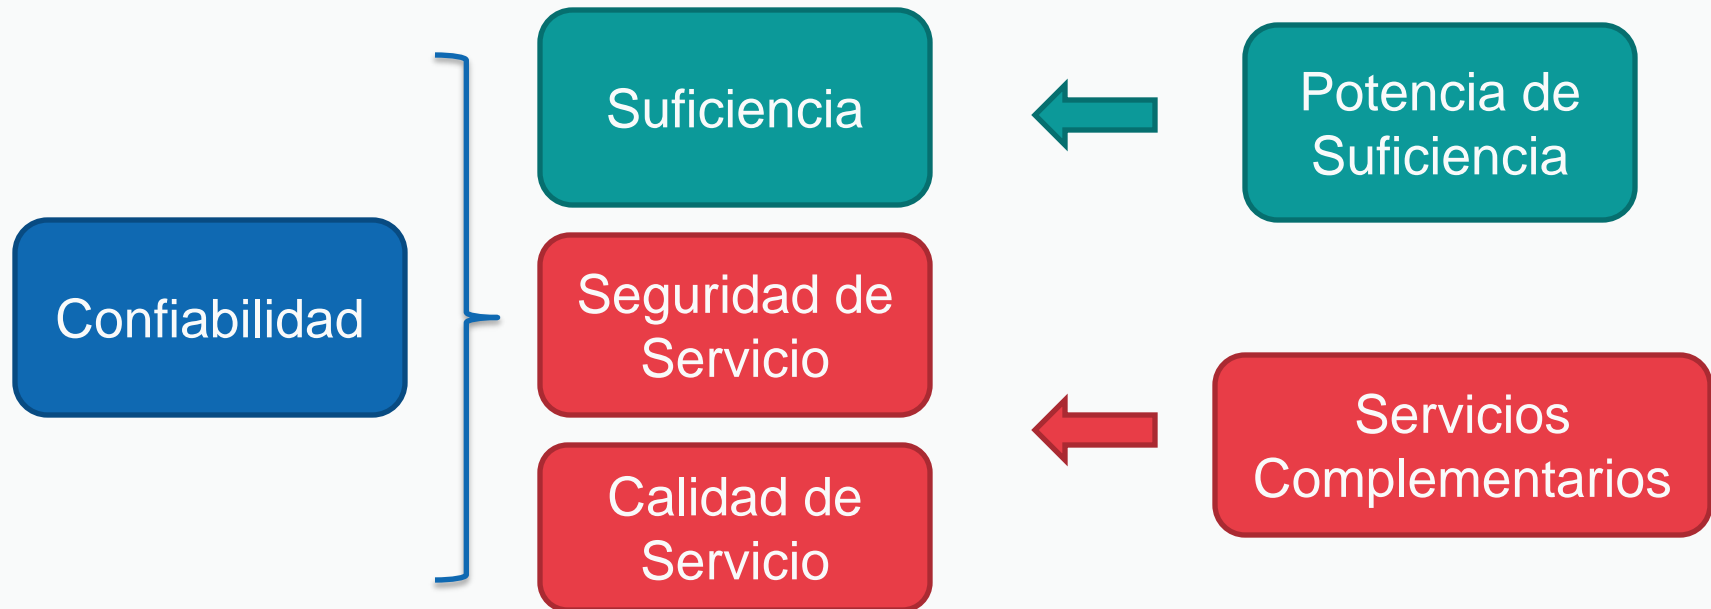 Confiabilidad
Suficiencia
Seguridad de
Servicio
Calidad de
Servicio
Potencia de
Suficiencia
Servicios
Complementarios